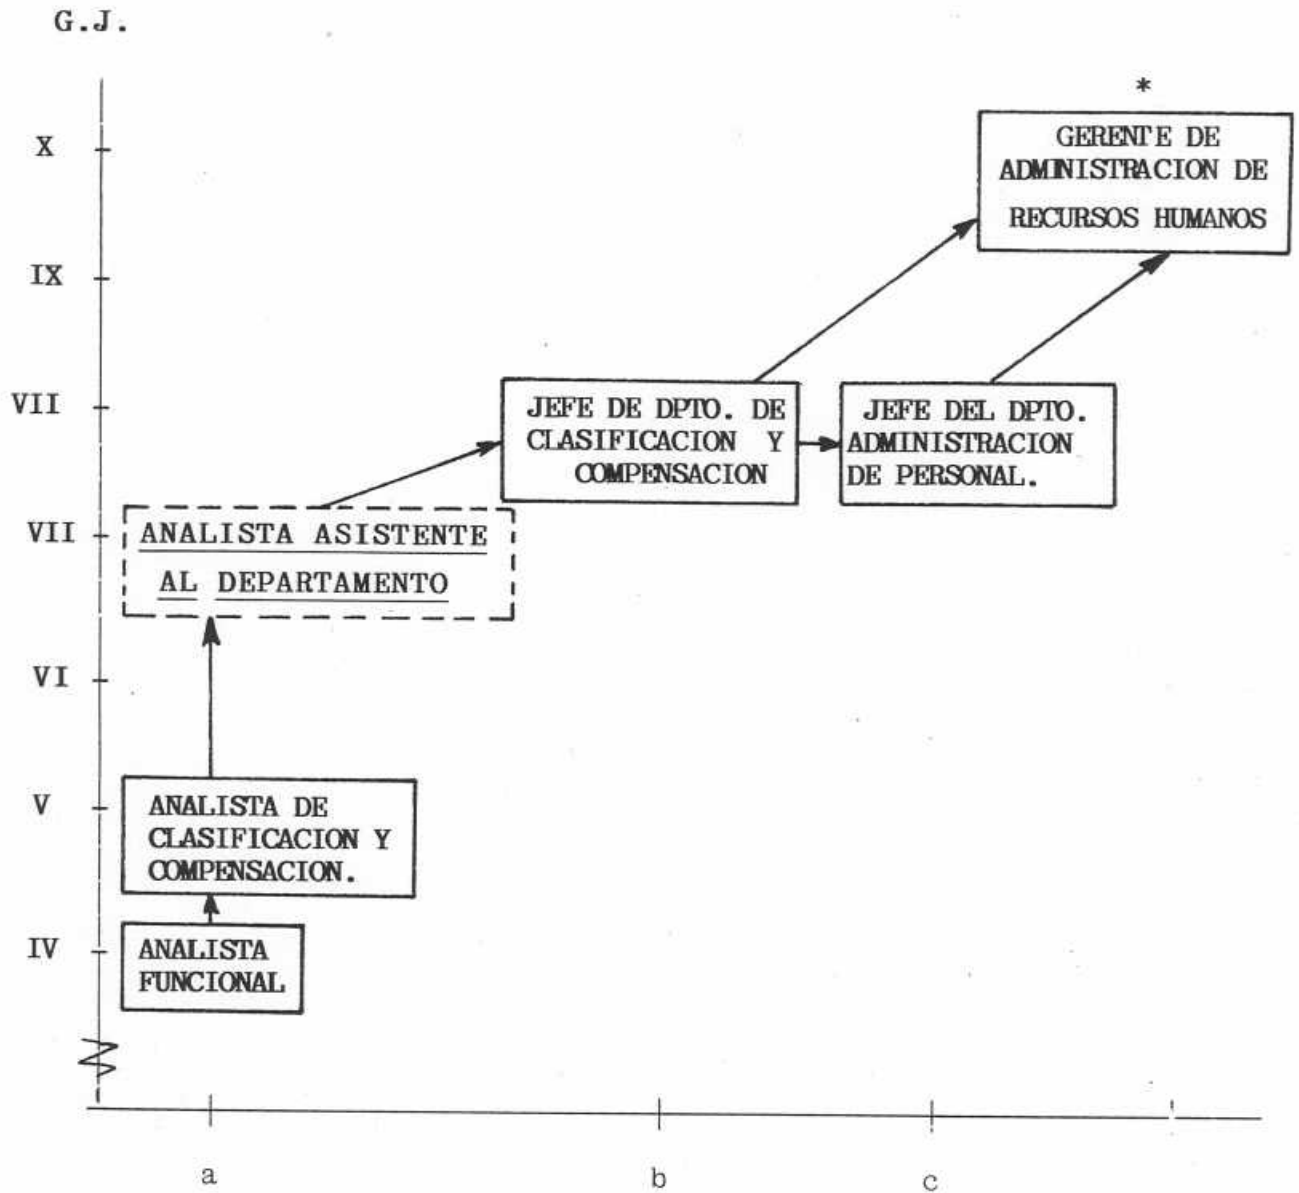 G.J.
*
X
GERENTE DE
ADMINISTRACION DE
RECURSOS HUMANOS
IX
VII
JEFE DE DPTO. DE
CLASIFICACION Y
COMPENSACION
JEFE DEL DPTO.
ADMINISTRACION
DE PERSONAL.
VII
ANALISTA ASISTENTE
AL DEPARTAMENTO
VI
V
ANALISTA DE
CLASIFICACION Y
COMPENSACION.
IV
ANALISTA
FUNCIONAL
a
b
c